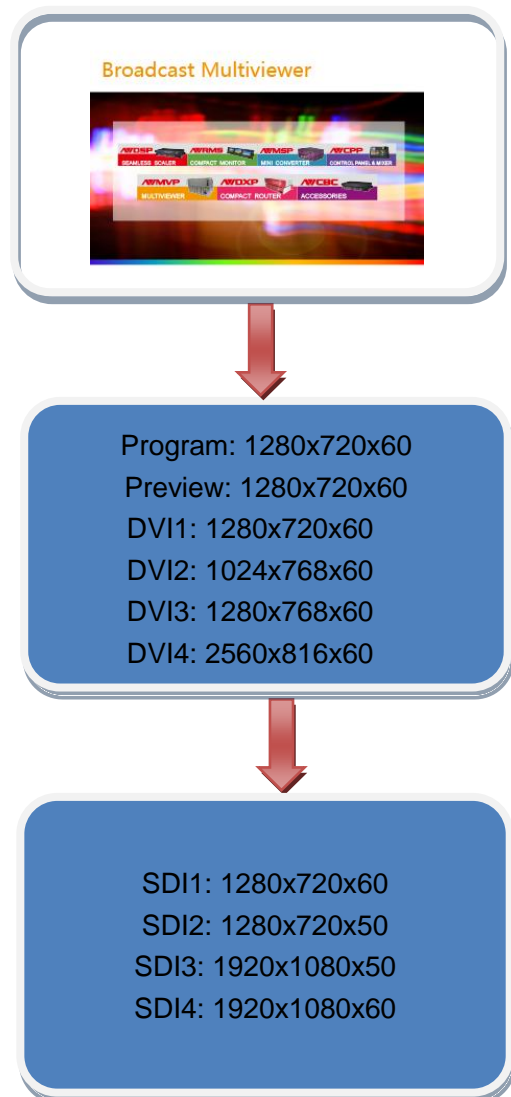 Broadcast Multiviewer
AVDSP AVRMS AVMSP AVCPP
SEAMLESS SCALER COMPACT MONITOR MINI CONVERTER CONTROL PANEL & MIXER
AVMVP AVDXP AVCBC
MULTIVIEWER COMPACT ROUTER ACCESSORIES
Program: 1280x720x60
Preview: 1280x720x60
DVI1: 1280x720x60
DVI2: 1024x768x60
DVI3: 1280x768x60
DVI4: 2560x816x60
SDI1: 1280x720x60
SDI2: 1280x720x50
SDI3: 1920x1080x50
SDI4: 1920x1080x60